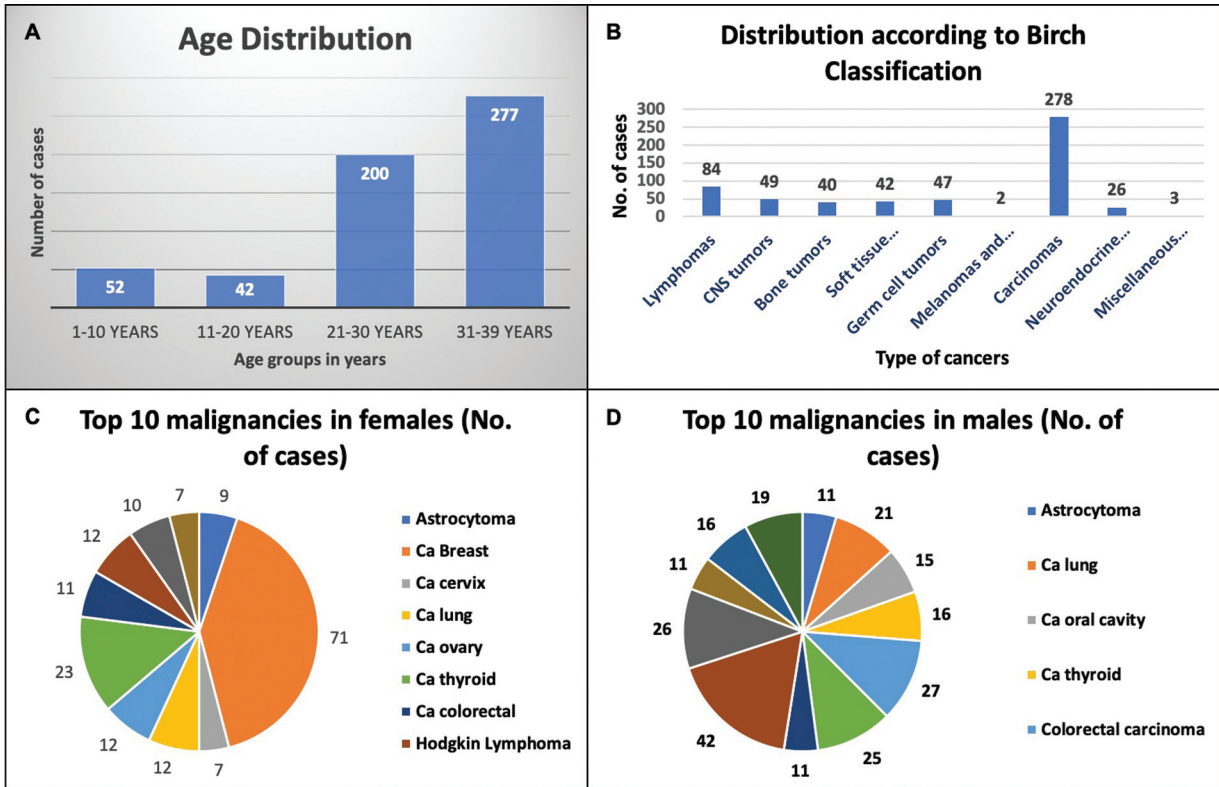 A
Age Distribution
Number of cases
52
42
200
277
1-10 YEARS
11-20 YEARS
21-30 YEARS
31-39 YEARS
Age groups in years
B
Distribution according to Birch
Classification
No. of cases
300
250
200
150
100
50
0
84
49
40
42
47
2
278
26
3
Lymphomas
CNS tumors
Bone tumors
Soft tissue...
Germ cell tumors
Melanomas and...
Carcinomas
Neuroendocrine...
Miscellaneous...
Type of cancers
C
Top 10 malignancies in females (No.
of cases)
9
71
7
12
12
23
11
12
10
7
Astrocytoma
Ca Breast
Ca cervix
Ca lung
Ca ovary
Ca thyroid
Ca colorectal
Hodgkin Lymphoma
D
Top 10 malignancies in males (No. of
cases)
11
21
15
16
27
25
11
42
26
11
16
19
Astrocytoma
Ca lung
Ca oral cavity
Ca thyroid
Colorectal carcinoma